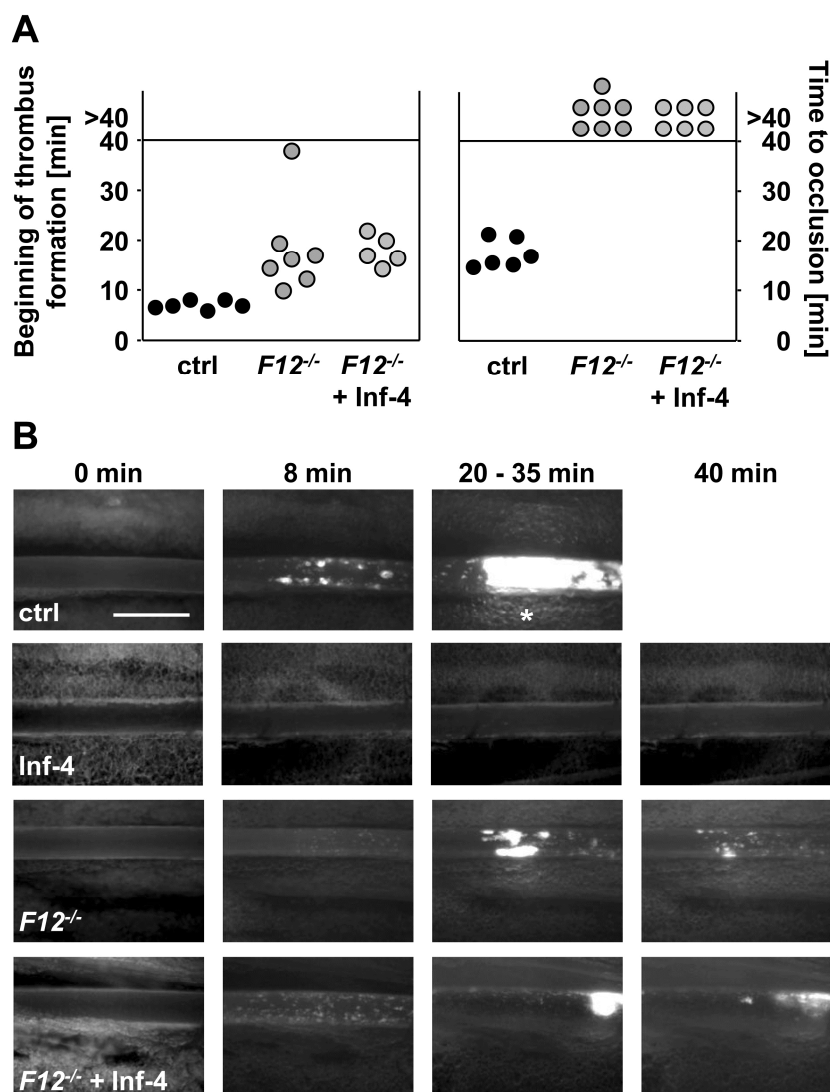 A
Beginning of thrombus
formation [min]
>40
40
30
20
10
0
ctrl
F12-/-
F12-/-
+ Inf-4
>40
40
30
20
10
0
Time to occlusion [min]
ctrl
F12-/-
F12-/-
+ Inf-4
B
0 min 8 min 20 - 35 min 40 min
ctrl
*
Inf-4
F12-/-
F12-/- + Inf-4